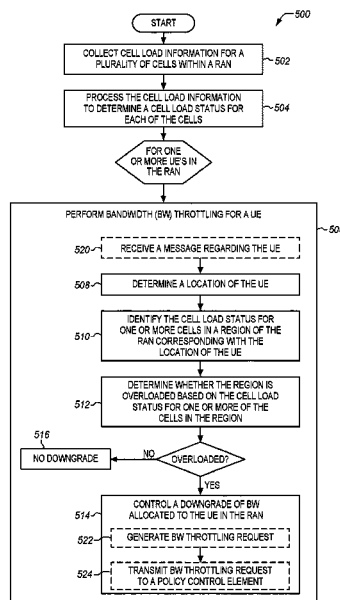 START
500
COLLECT CELL LOAD INFORMATION FOR A
PLURALITY OF CELLS WITHIN A RAN
502
PROCESS THE CELL LOAD INFORMATION
TO DETERMINE A CELL LOAD STATUS FOR
EACH OF THE CELLS
504
FOR ONE
OR MORE UE'S IN
THE RAN
PERFORM BANDWIDTH (BW) THROTTLING FOR A UE
520
RECEIVE A MESSAGE REGARDING THE UE
508
DETERMINE A LOCATION OF THE UE
510
IDENTIFY THE CELL LOAD STATUS FOR
ONE OR MORE CELLS IN A REGION OF THE
RAN CORRESPONDING WITH THE
LOCATION OF THE UE
512
DETERMINE WHETHER THE REGION IS
OVERLOADED BASED ON THE CELL LOAD
STATUS FOR ONE OR MORE OF THE
CELLS IN THE REGION
516
NO DOWNGRADE
NO
OVERLOADED?
YES
514
CONTROL A DOWNGRADE OF BW
ALLOCATED TO THE UE IN THE RAN
522
GENERATE BW THROTTLING REQUEST
524
TRANSMIT BW THROTTLING REQUEST
TO A POLICY CONTROL ELEMENT